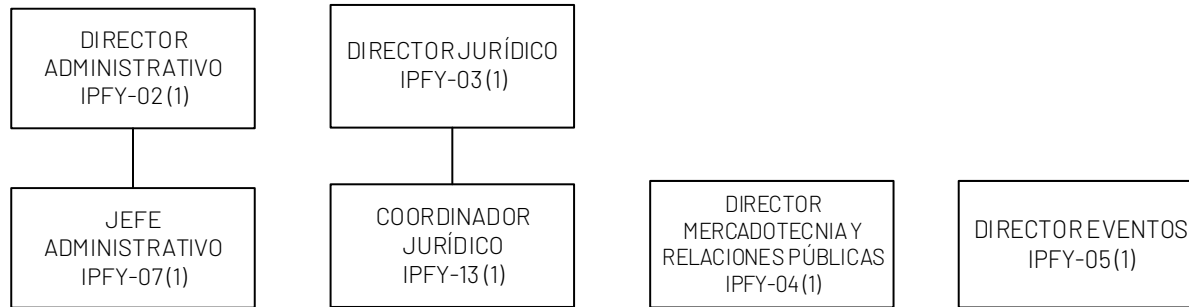 DIRECTOR
ADMINISTRATIVO
IPFY-02 (1)
DIRECTOR JURÍDICO
IPFY-03 (1)
JEFE
ADMINISTRATIVO
IPFY-07 (1)
COORDINADOR
JURÍDICO
IPFY-13 (1)
DIRECTOR
MERCADOTECNIA Y
RELACIONES PÚBLICAS
IPFY-04 (1)
DIRECTOR EVENTOS
IPFY-05 (1)